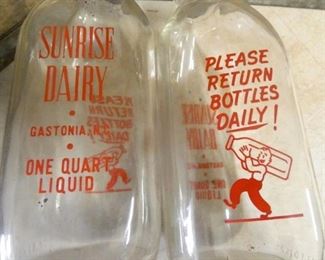 SUNRISE
DAIRY
GASTONIA, N.C.
ONE QUART
LIQUID
PLEASE
RETURN
BOTTLES
DAILY!